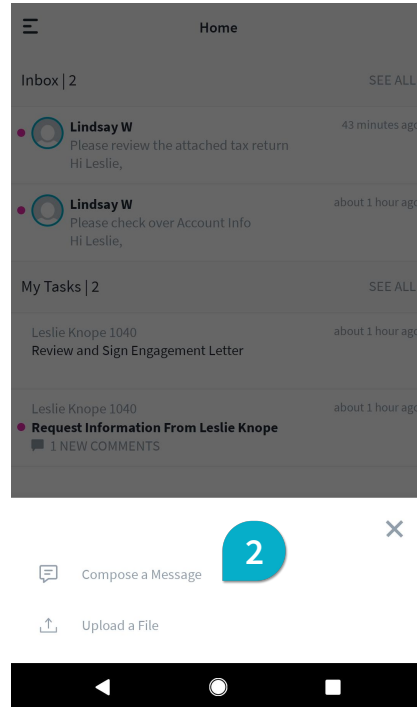 Home
Inbox | 2
SEE ALL
Lindsay W
43 minutes ago
Please review the attached tax return
Hi Leslie,
Lindsay W
about 1 hour ago
Please check over Account Info
Hi Leslie,
My Tasks | 2
SEE ALL
Leslie Knope 1040
about 1 hour ago
Review and Sign Engagement Letter
Leslie Knope 1040
about 1 hour ago
Request Information From Leslie Knope
1 NEW COMMENTS
Compose a Message
2
Upload a File